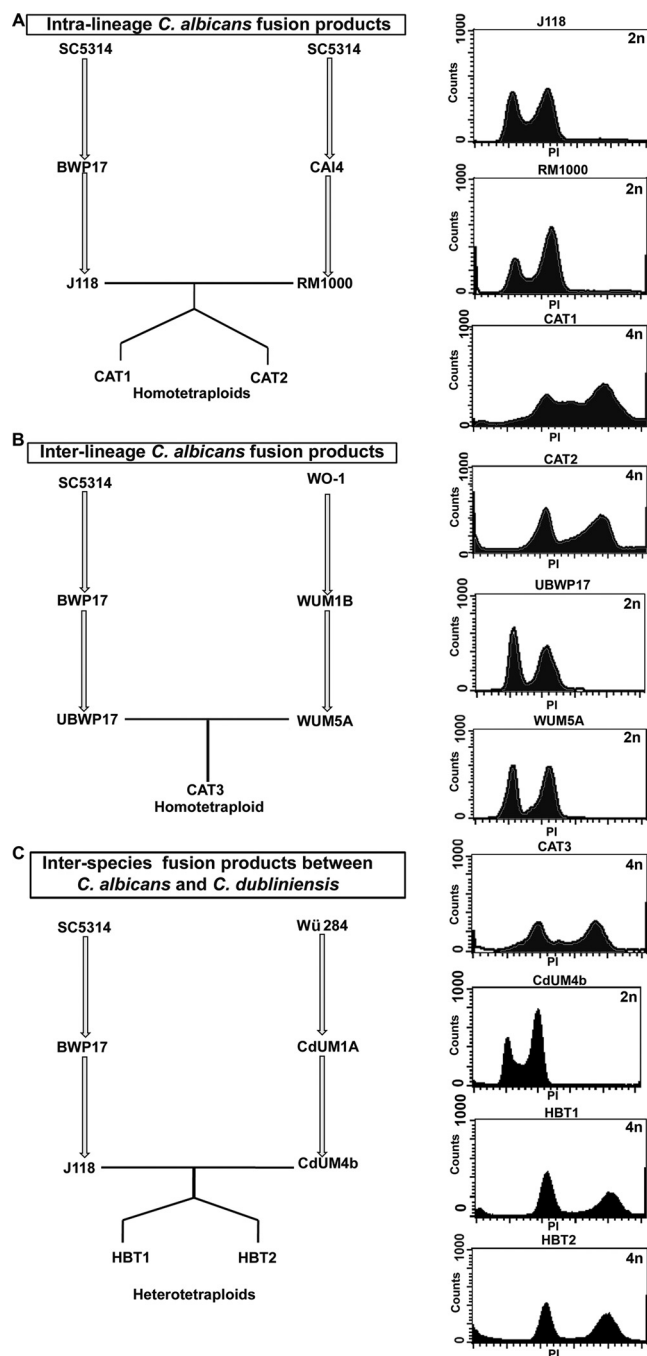 A
Intra-lineage C. albicans fusion products
SC5314
SC5314
BWP17
CAI4
J118
RM1000
CAT1
CAT2
Homotetraploids
B
Inter-lineage C. albicans fusion products
SC5314
WO-1
BWP17
WUM1B
UBWP17
WUM5A
CAT3
Homotetraploid
C
Inter-species fusion products between
C. albicans and C. dubliniensis
SC5314
Wü 284
BWP17
CdUM1A
J118
CdUM4b
HBT1
HBT2
Heterotetraploids
J118
1000
2n
Counts
0
PI
RM1000
1000
2n
Counts
0
PI
CAT1
1000
4n
Counts
0
PI
CAT2
1000
4n
Counts
0
PI
UBWP17
1000
2n
Counts
0
PI
WUM5A
1000
2n
Counts
0
PI
CAT3
1000
4n
Counts
0
PI
CdUM4b
1000
2n
Counts
0
PI
HBT1
1000
4n
Counts
0
PI
HBT2
1000
4n
Counts
0
PI